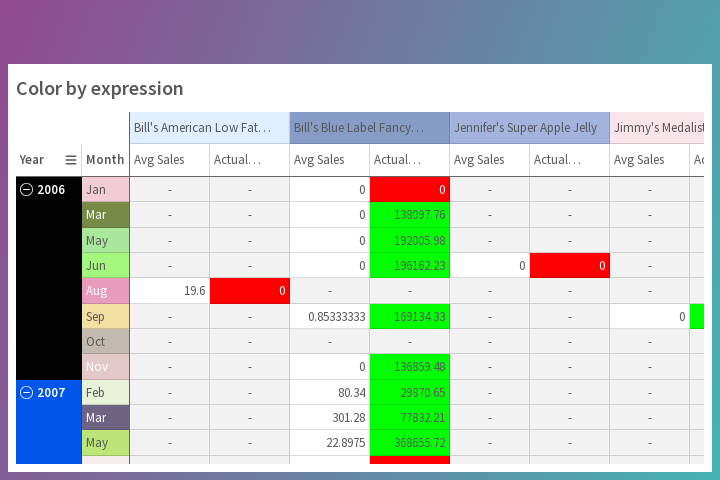 Color by expression
Bill's American Low Fat… Bill's Blue Label Fancy… Jennifer's Super Apple Jelly Jimmy's Medalist
Year Month Avg Sales Actual… Avg Sales Actual… Avg Sales Actual… Avg Sales
2006 Jan - - 0 0 - - -
Mar - - 0 138097.76 - - -
May - - 0 192005.98 - - -
Jun - - 0 196162.23 0 0 -
Aug 19.6 0 - - - - -
Sep - - 0.85333333 169134.33 - - 0
Oct - - - - - - -
Nov - - 0 136859.48 - - -
2007 Feb - - 80.34 29870.65 - - -
Mar - - 301.28 77832.21 - - -
May - - 22.8975 368655.72 - - -